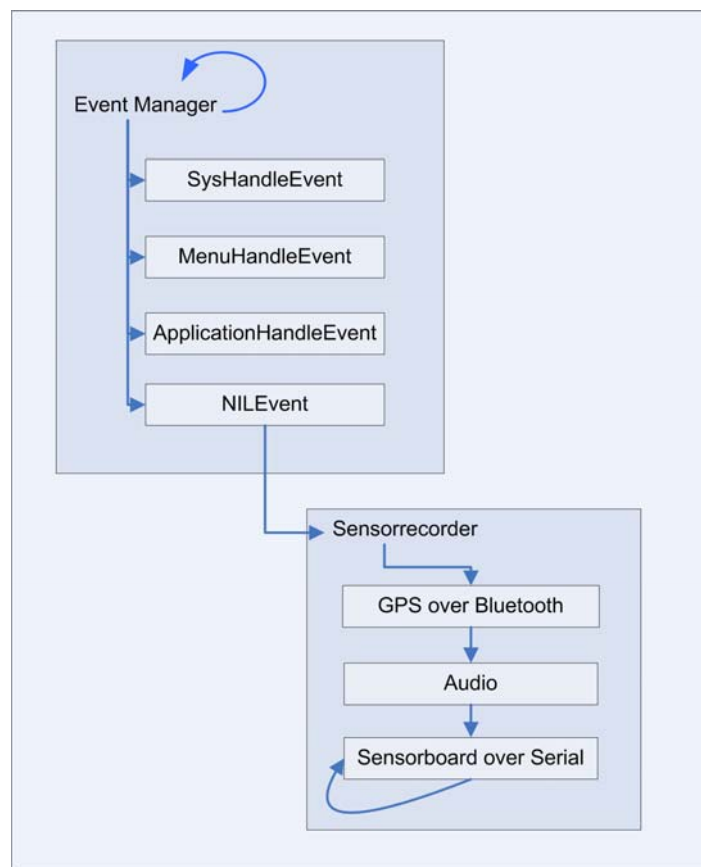 Event Manager
SysHandleEvent
MenuHandleEvent
ApplicationHandleEvent
NILEvent
Sensorrecorder
GPS over Bluetooth
Audio
Sensorboard over Serial